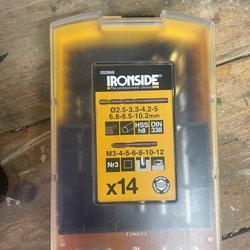 202868
IRONSIDE
The professionals' choice
Ø2.5-3.3-4.2-5
6.8-8.5-10.2mm
HSS DIN
h8 338
M3-4-5-6-8-10-12
Nr3
x14